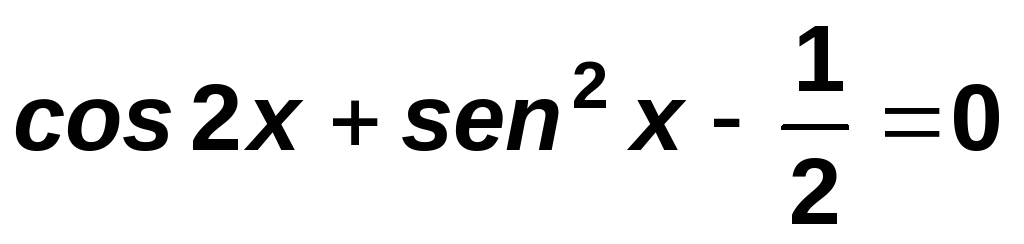 cos 2x + sen² x - 1/2 = 0